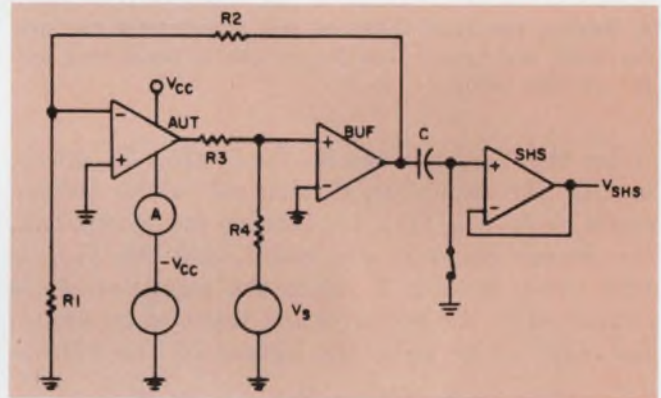 R2
VCC
AUT
R3
BUF
C
SHS
VSHS
A
R4
-VCC
R1
VS
- 
+
+
-
+
-